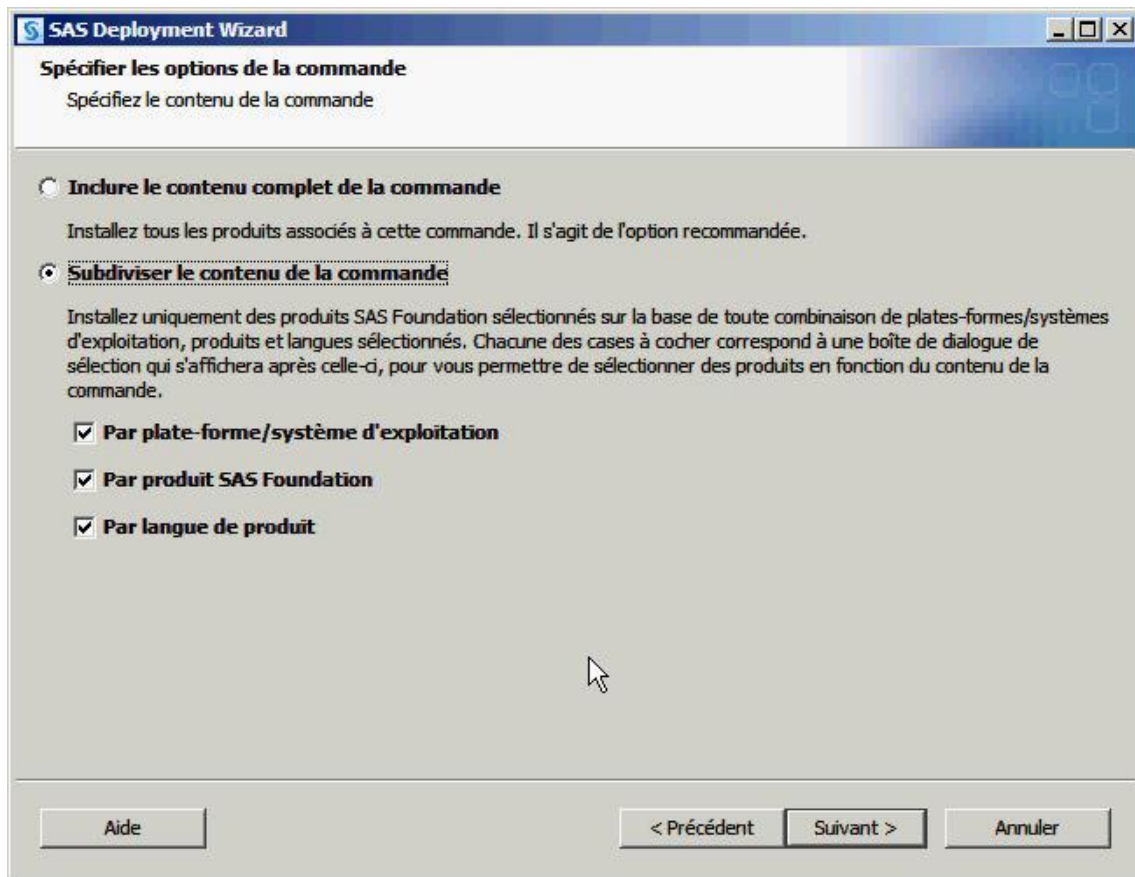 SAS Deployment Wizard
Spécifier les options de la commande
Spécifiez le contenu de la commande
Inclure le contenu complet de la commande
Installez tous les produits associés à cette commande. Il s'agit de l'option recommandée.
Subdiviser le contenu de la commande
Installez uniquement des produits SAS Foundation sélectionnés sur la base de toute combinaison de plates-formes/systèmes
d'exploitation, produits et langues sélectionnés. Chacune des cases à cocher correspond à une boîte de dialogue de
sélection qui s'affichera après celle-ci, pour vous permettre de sélectionner des produits en fonction du contenu de la
commande.
Par plate-forme/système d'exploitation
Par produit SAS Foundation
Par langue de produit
Aide
< Précédent
Suivant >
Annuler